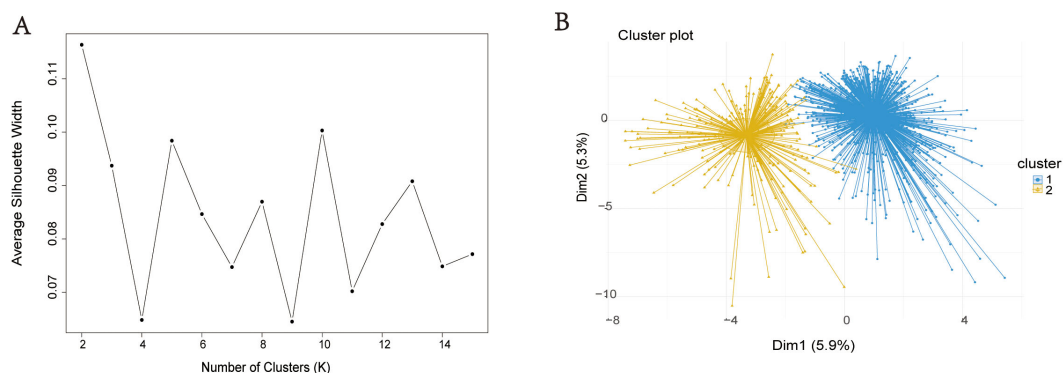 A
Average Silhouette Width
0.11
0.10
0.09
0.08
0.07
2 4 6 8 10 12 14
Number of Clusters (K)
B
Cluster plot
Dim2 (5.3%)
0
−5
−10
−8 −4 0 4
Dim1 (5.9%)
cluster
1
2